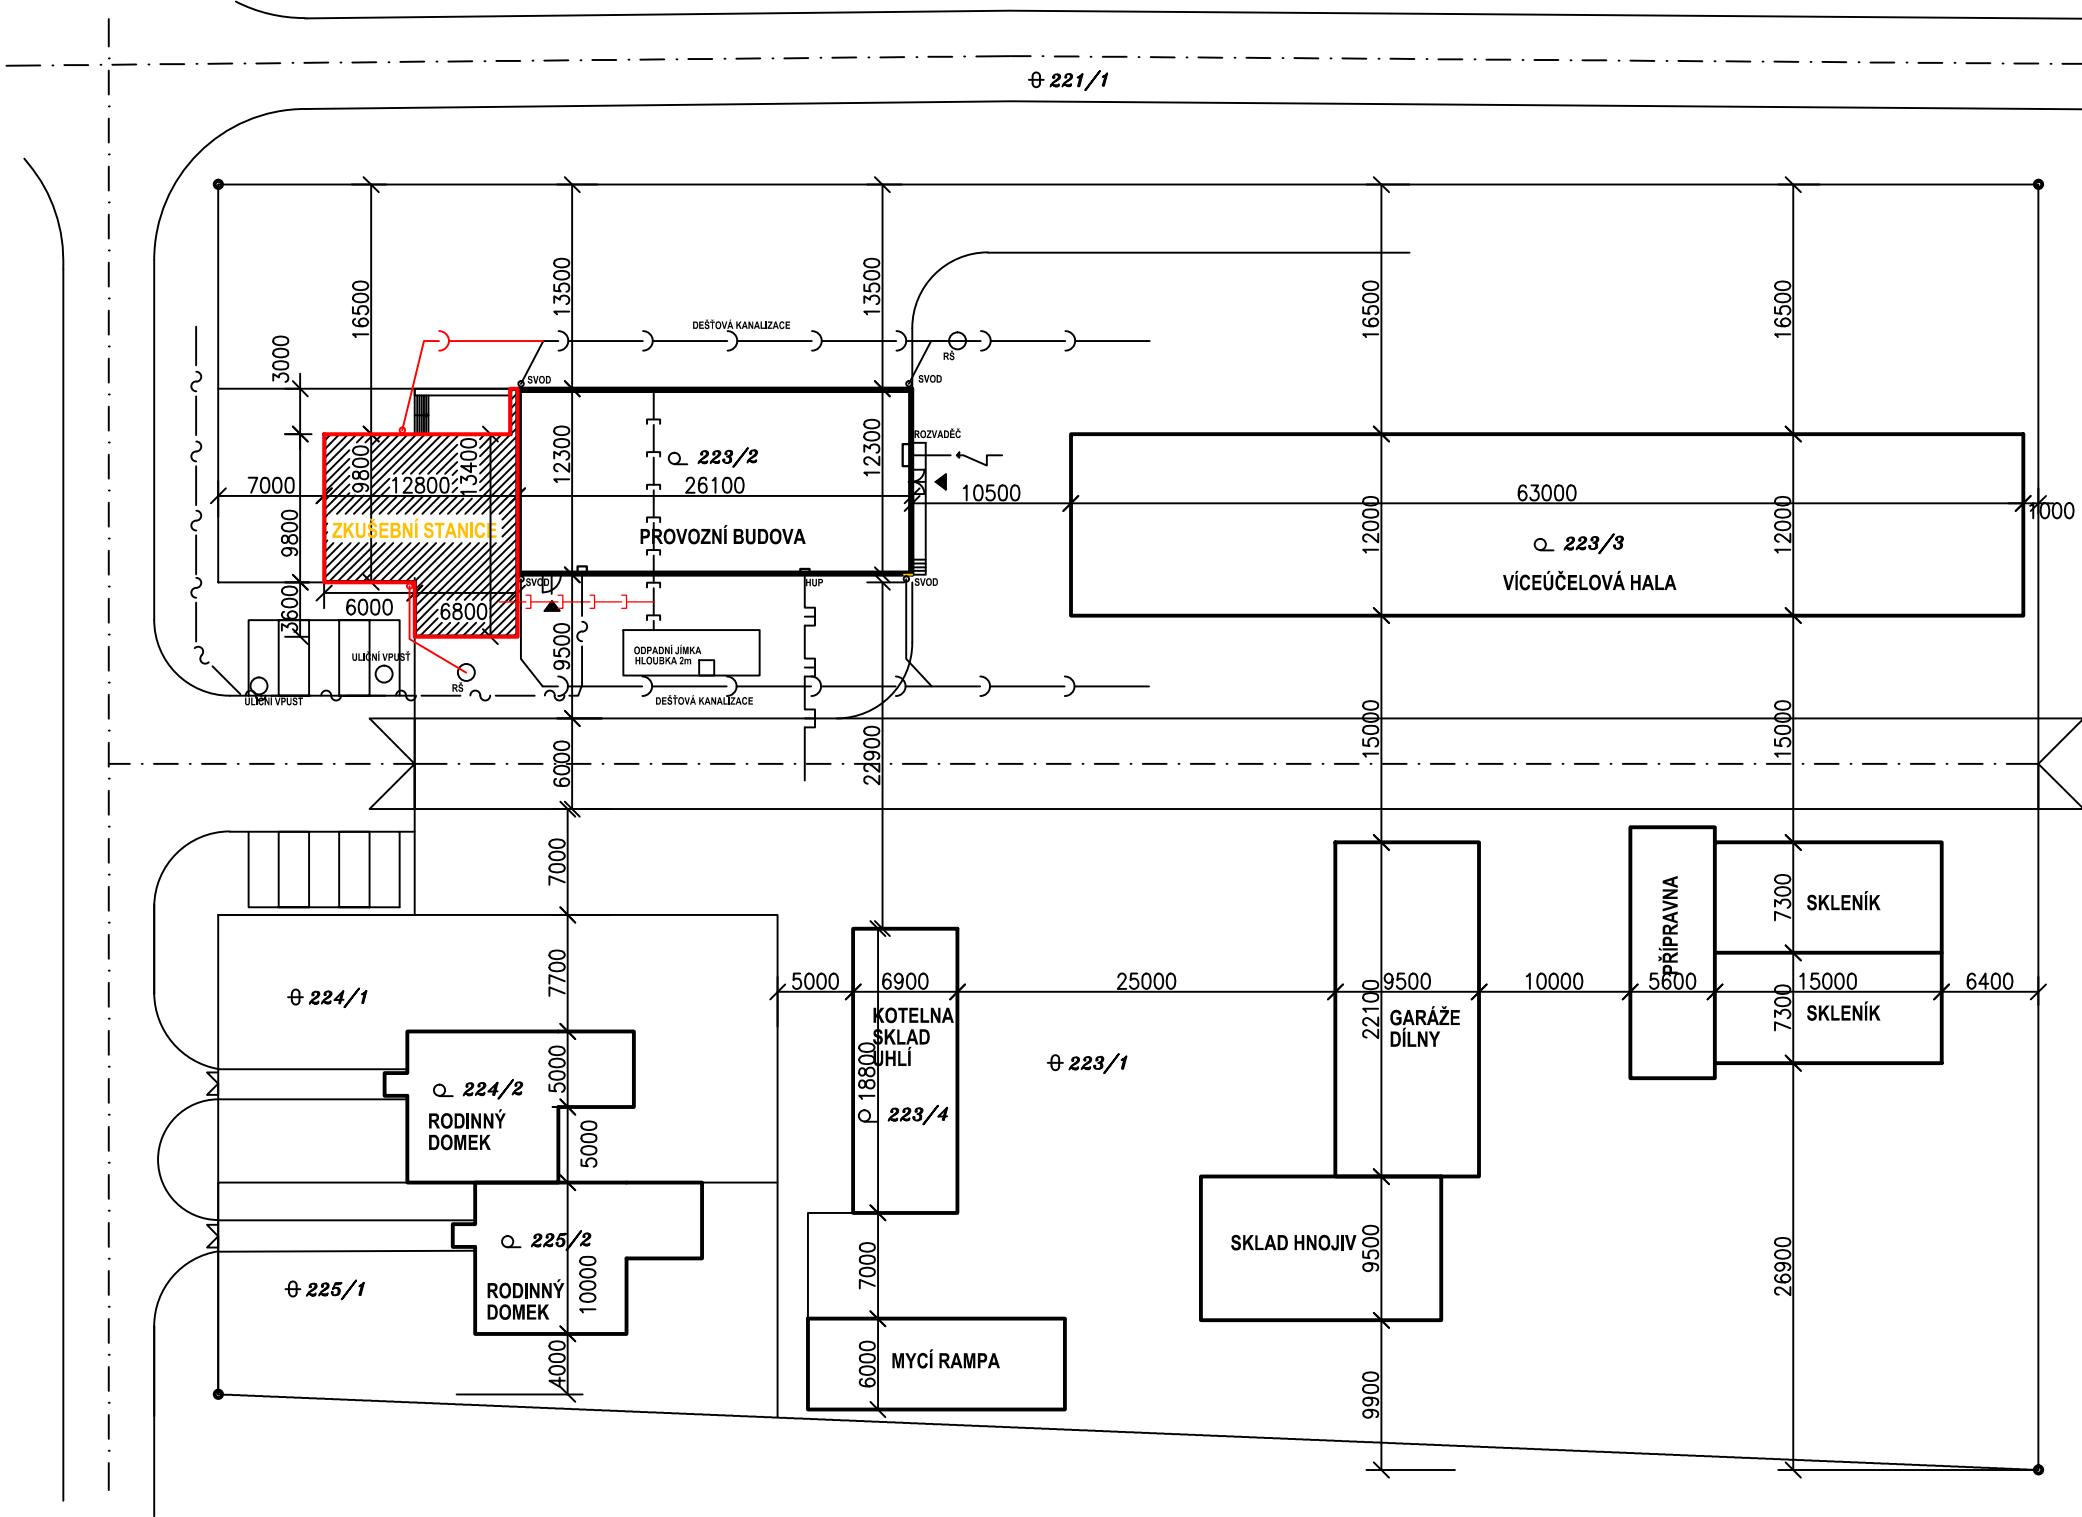 221/1
16500
13500
13500
16500
16500
3000
DEŠŤOVÁ KANALIZACE
RŠ
SVOD
SVOD
ROZVADĚČ
9800
13400
12300
12300
223/2
7000
12800
26100
10500
63000
1000
12000
12000
9800
ZKUŠEBNÍ STANICE
PROVOZNÍ BUDOVA
223/3
VÍCEÚČELOVÁ HALA
SVOD
HUP
SVOD
3600
6000
6800
9500
ULIČNÍ VPUSŤ
RŠ
ODPADNÍ JÍMKA
HLOUBKA 2m
ULIČNÍ VPUSŤ
DEŠŤOVÁ KANALIZACE
6000
22900
15000
15000
7000
7300
SKLENÍK
PŘÍPRAVNA
7700
5000
6900
25000
9500
10000
5600
15000
6400
224/1
KOTELNA
SKLAD
UHLÍ
22100
GARÁŽE
DÍLNY
7300
SKLENÍK
5000
18800
223/1
224/2
223/4
RODINNÝ
DOMEK
5000
225/2
SKLAD HNOJIV
9500
7000
26900
225/1
RODINNÝ
DOMEK
10000
4000
6000
MYCÍ RAMPA
9900